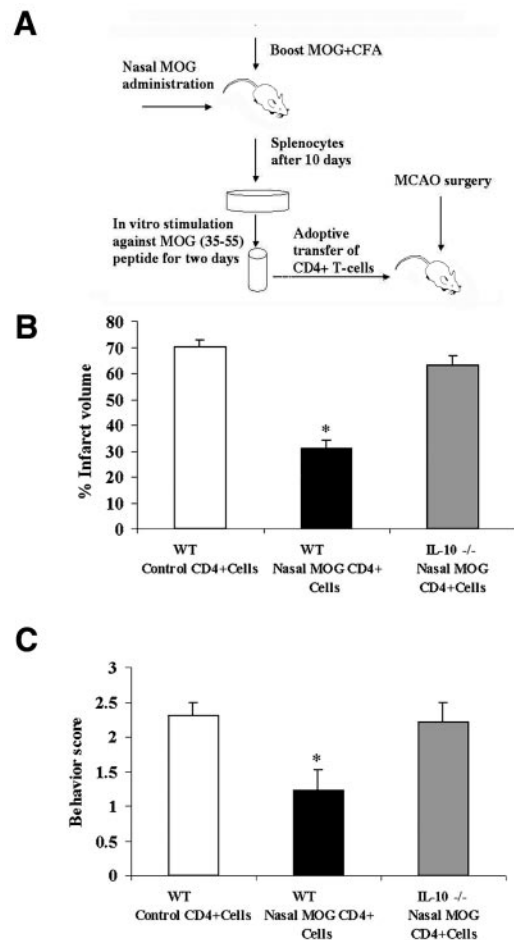 A
Boost MOG+CFA
Nasal MOG
administration
Splenocytes
after 10 days
MCAO surgery
In vitro stimulation
against MOG (35-55)
peptide for two days
Adoptive
transfer of
CD4+ T-cells
B
% Infarct volume
80
70
60
50
40
30
20
10
0
*
WT
Control CD4+Cells
WT
Nasal MOG CD4+
Cells
IL-10 -/-
Nasal MOG
CD4+Cells
C
Behavior score
3
2.5
2
1.5
1
0.5
0
*
WT
Control CD4+Cells
WT
Nasal MOG CD4+
Cells
IL-10 -/-
Nasal MOG
CD4+Cells